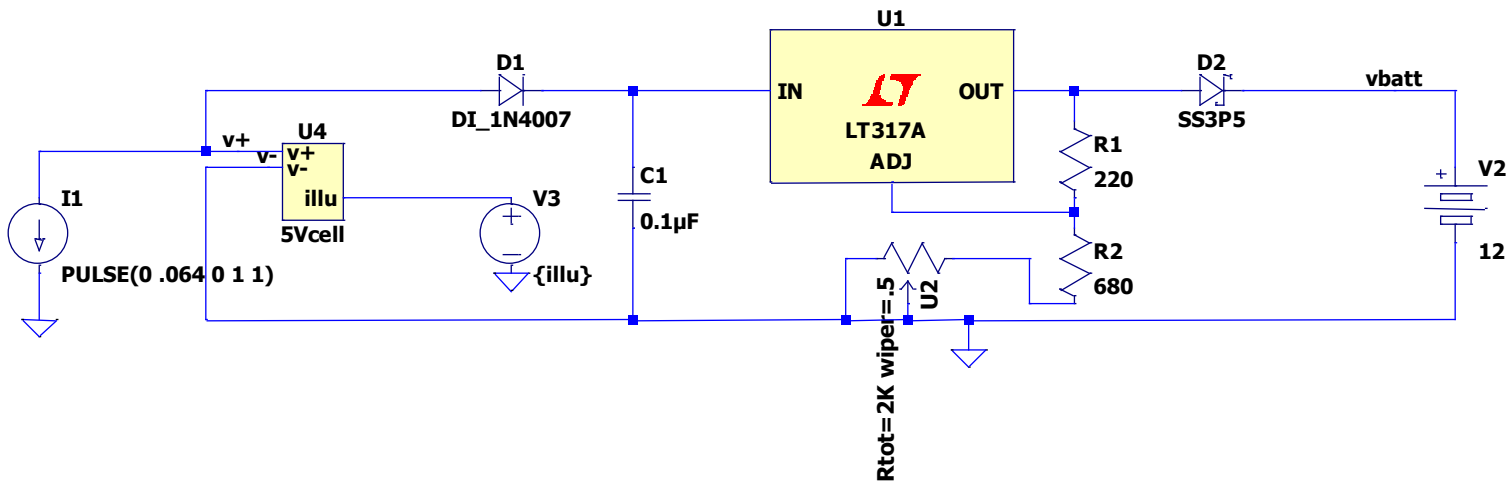 U1
D1
DI_1N4007
IN
OUT
LT317A
ADJ
D2
SS3P5
vbatt
U4
v+
v-
v+
v-
illu
5Vcell
I1
PULSE(0 .064 0 1 1)
V3
{illu}
C1
0.1µF
R1
220
R2
680
U2
Rtot=2K wiper=.5
V2
12